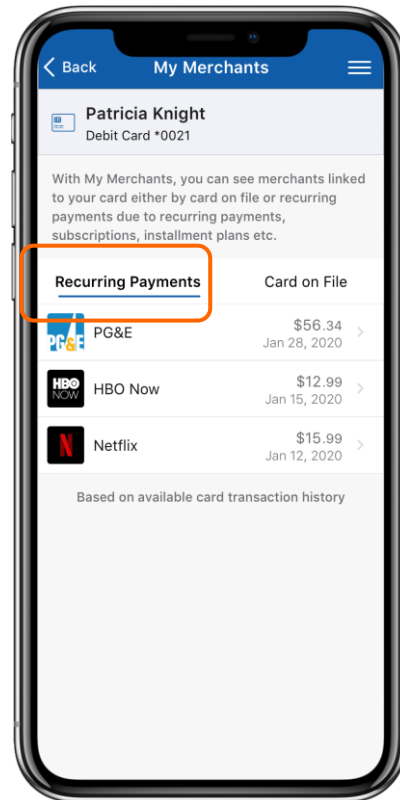 Back My Merchants
Patricia Knight
Debit Card *0021
With My Merchants, you can see merchants linked
to your card either by card on file or recurring
payments due to recurring payments,
subscriptions, installment plans etc.
Recurring Payments Card on File
PG&E PG&E $56.34
Jan 28, 2020
HBO
NOW HBO Now $12.99
Jan 15, 2020
N Netflix $15.99
Jan 12, 2020
Based on available card transaction history